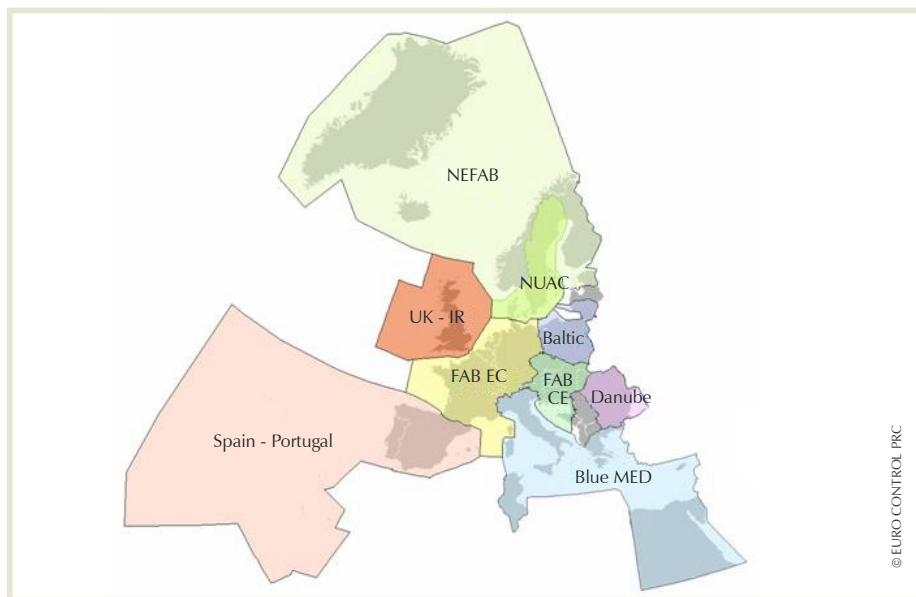 NEFAB
NUAC
UK - IR
Baltic
FAB EC
FAB
CE
Danube
Spain - Portugal
Blue MED
© EURO CONTROL PRC